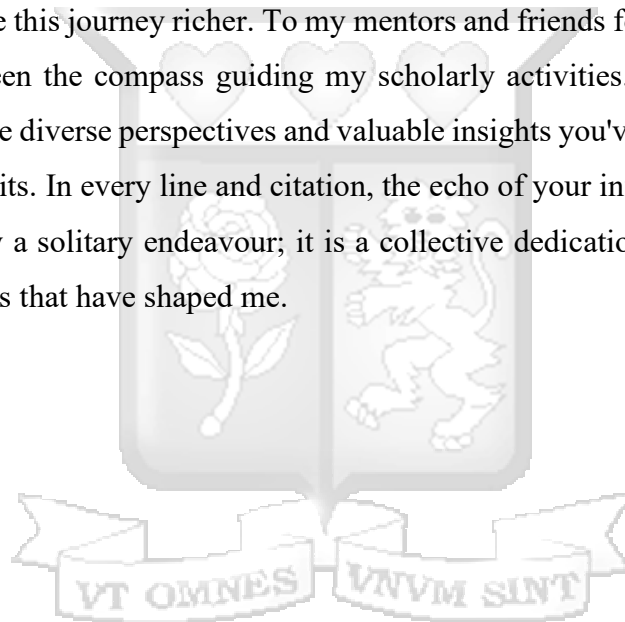 e this journey richer. To my mentors and friends f
een the compass guiding my scholarly activities.
e diverse perspectives and valuable insights you'v
its. In every line and citation, the echo of your in
a solitary endeavour; it is a collective dedicatio
s that have shaped me.
VT OMNES VNVM SINT